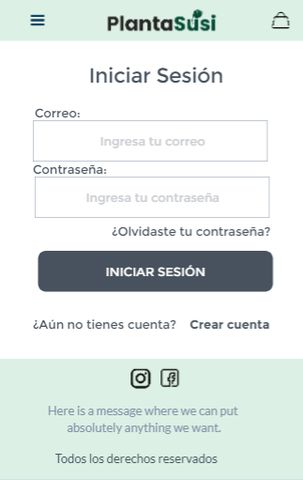 PlantaSusi
Iniciar Sesión
Correo:
Ingresa tu correo
Contraseña:
Ingresa tu contraseña
¿Olvidaste tu contraseña?
INICIAR SESIÓN
¿Aún no tienes cuenta? Crear cuenta
Here is a message where we can put
absolutely anything we want.
Todos los derechos reservados